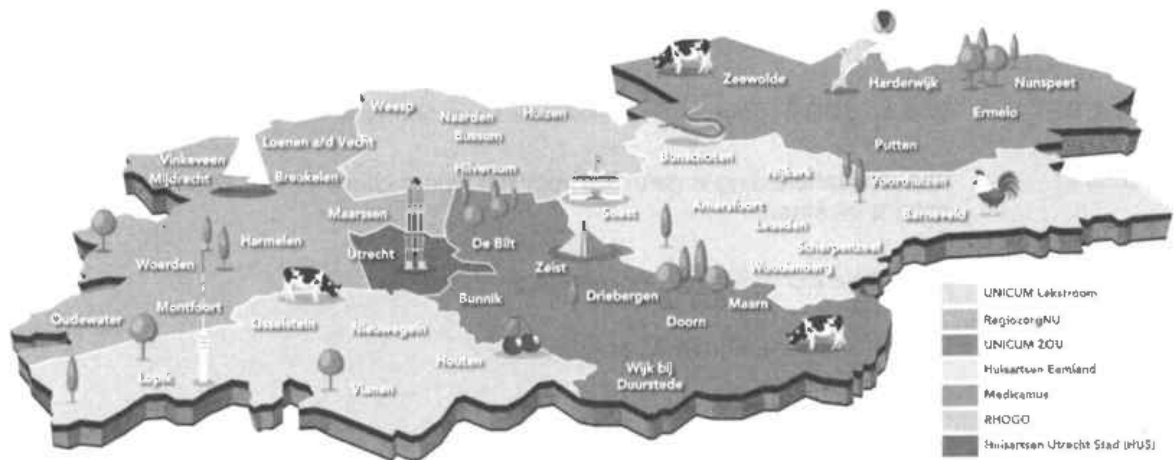 Zeewolde
Harderwijk
Nunspeet
Ermelo
Putten
Weesp
Naarden
Huizen
Bussum
Loenen a/d Vecht
Vinkeveen
Mijdrecht
Breukelen
Hilversum
Bunschoten
Nijkerk
Voorthuizen
Barneveld
Maarssen
Soest
Amersfoort
Leusden
Scherpenzeel
Woudenberg
Harmelen
Utrecht
De Bilt
Zeist
Woerden
Bunnik
Driebergen
Maarn
Doorn
Montfoort
Oudewater
IJsselstein
Nieuwegein
Houten
Wijk bij
Duurstede
Lopik
Vianen
UNICUM Lekstroom
RegiozorgNU
UNICUM ZOU
Huisartsen Eemland
Medicamus
RHOGO
Huisartsen Utrecht Stad (HUS)